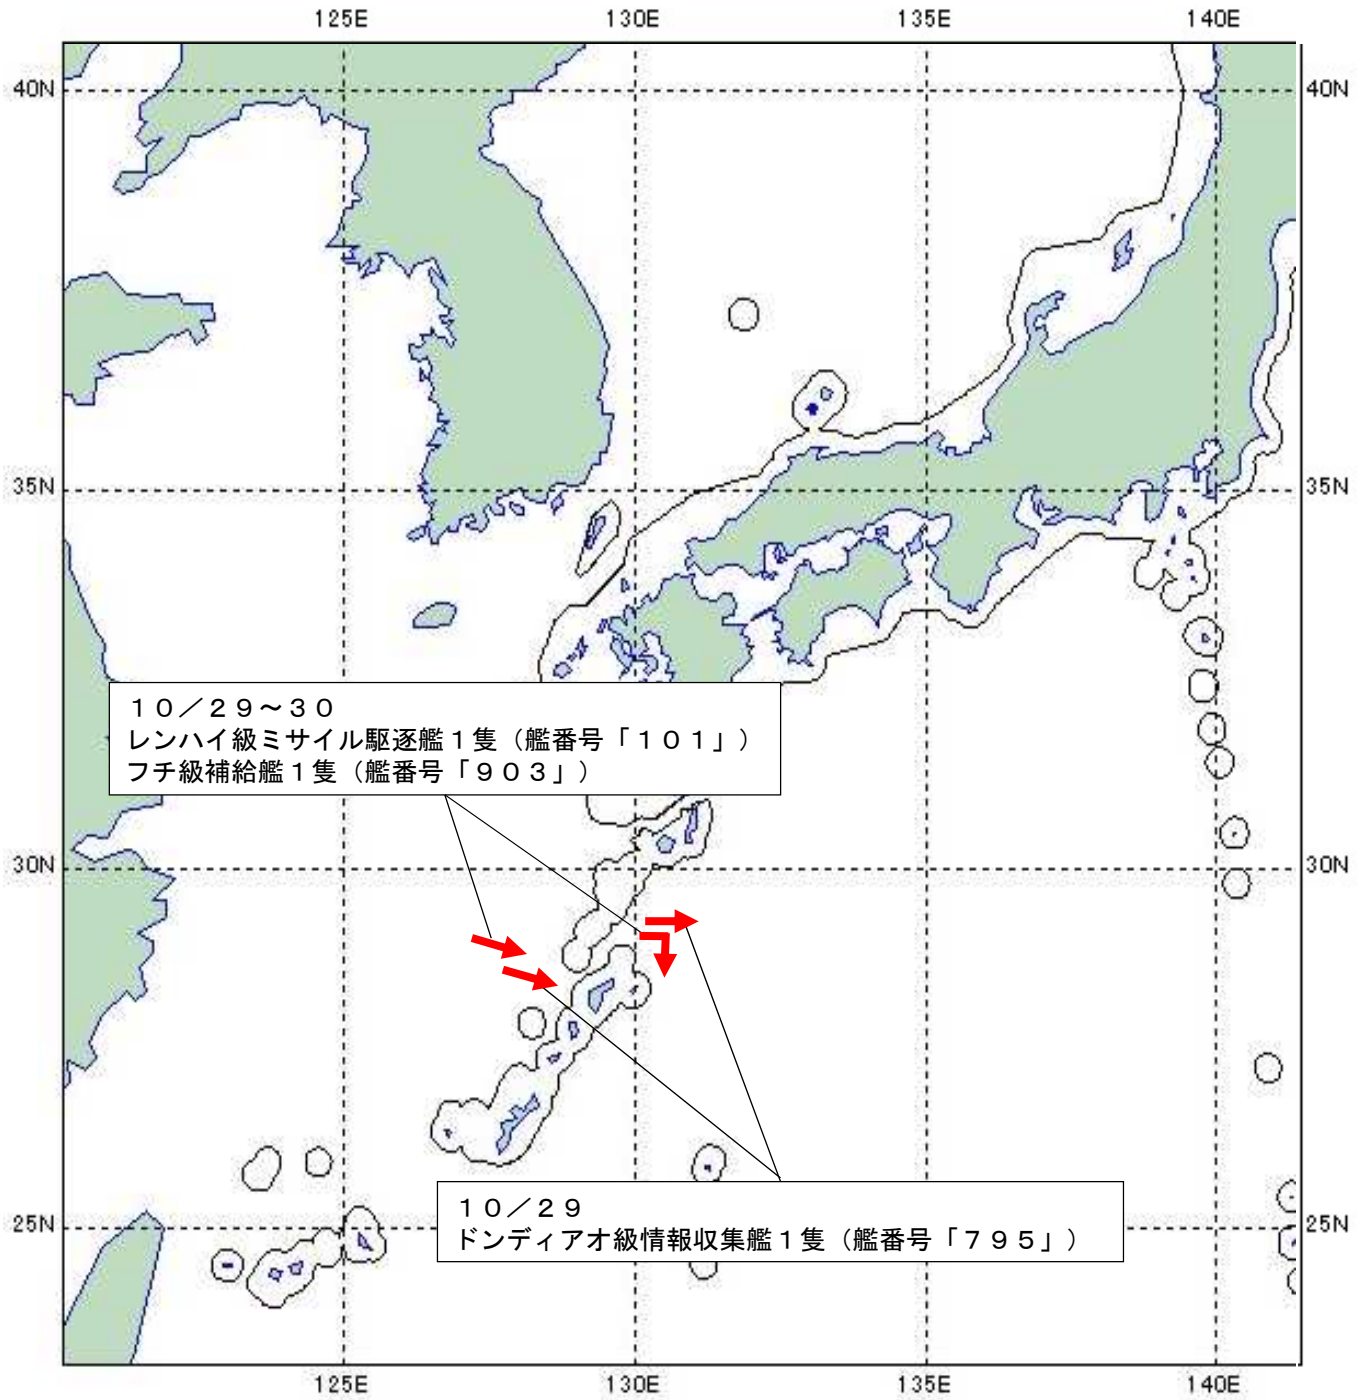 125E 130E 135E 140E
40N 40N
35N 35N
１０／２９～３０
レンハイ級ミサイル駆逐艦１隻（艦番号「１０１」）
フチ級補給艦１隻（艦番号「９０３」）
30N 30N
１０／２９
ドンディアオ級情報収集艦１隻（艦番号「７９５」）
25N 25N
125E 130E 135E 140E